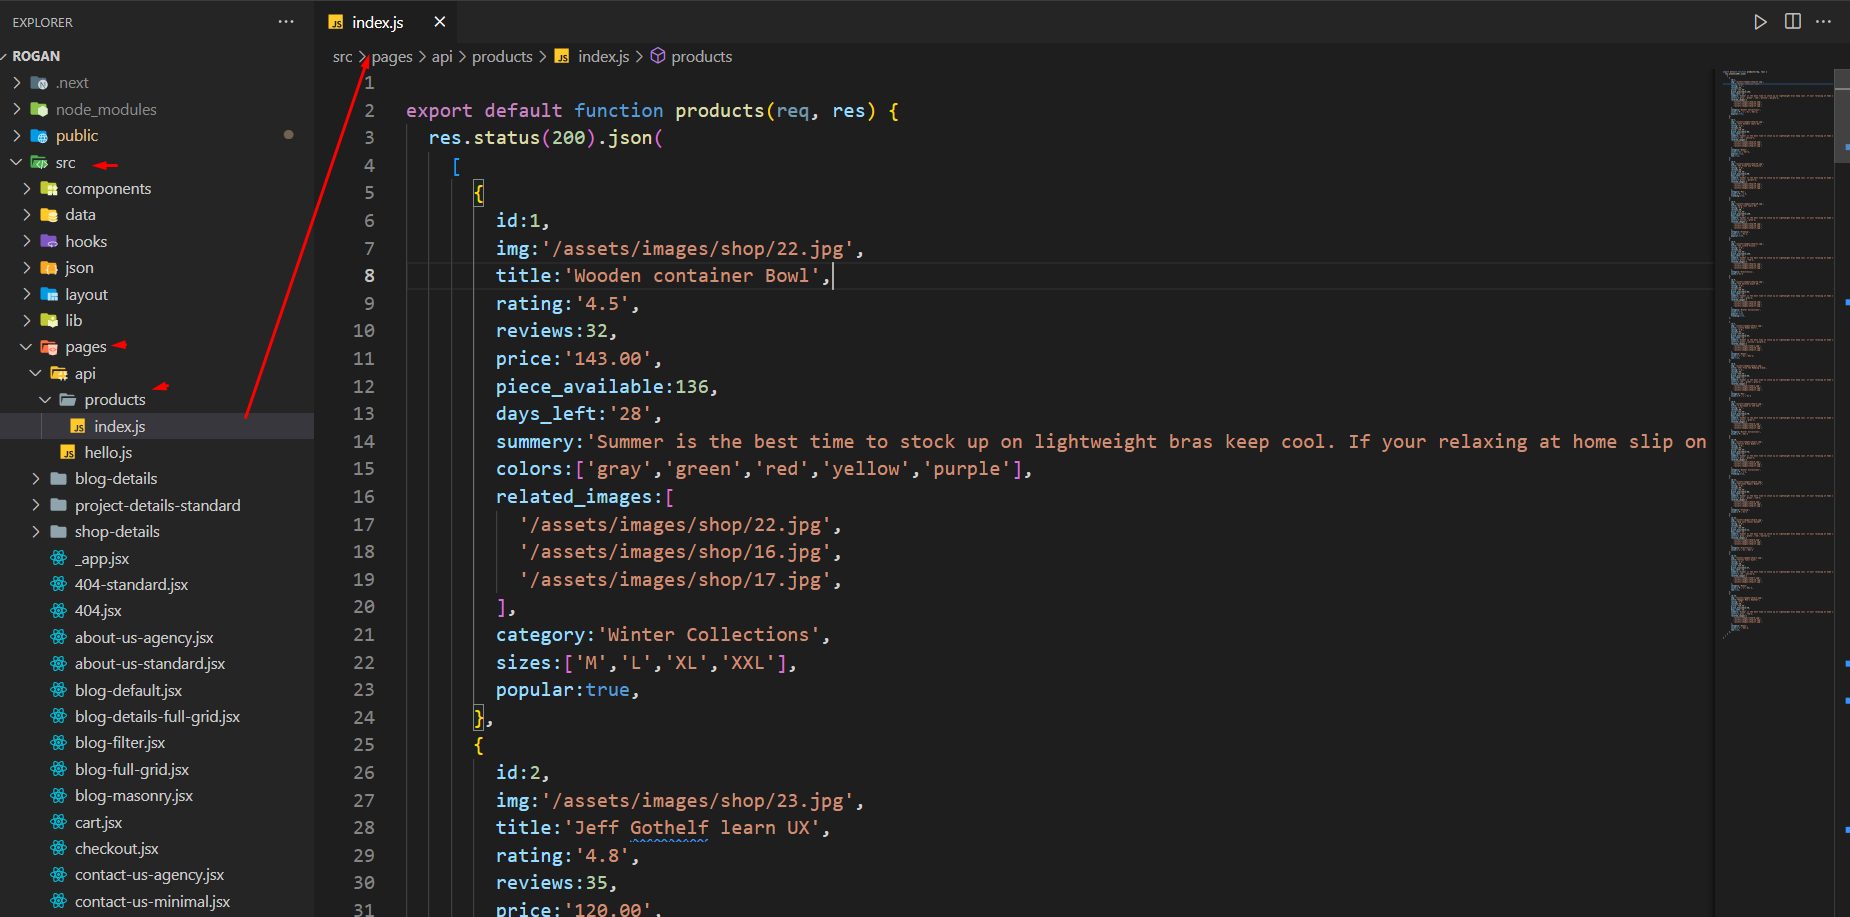 EXPLORER
ROGAN
.next
node_modules
public
src
components
data
hooks
json
layout
lib
pages
api
products
index.js
hello.js
blog-details
project-details-standard
shop-details
_app.jsx
404-standard.jsx
404.jsx
about-us-agency.jsx
about-us-standard.jsx
blog-default.jsx
blog-details-full-grid.jsx
blog-filter.jsx
blog-full-grid.jsx
blog-masonry.jsx
cart.jsx
checkout.jsx
contact-us-agency.jsx
contact-us-minimal.jsx
JS index.js
src > pages > api > products > JS index.js > products
1
2 export default function products(req, res) {
3 res.status(200).json(
4 [
5 {
6 id:1,
7 img:'/assets/images/shop/22.jpg',
8 title:'Wooden container Bowl',
9 rating:'4.5',
10 reviews:32,
11 price:'143.00',
12 piece_available:136,
13 days_left:'28',
14 summery:'Summer is the best time to stock up on lightweight bras keep cool. If your relaxing at home slip on
15 colors:['gray','green','red','yellow','purple'],
16 related_images:[
17 '/assets/images/shop/22.jpg',
18 '/assets/images/shop/16.jpg',
19 '/assets/images/shop/17.jpg',
20 ],
21 category:'Winter Collections',
22 sizes:['M','L','XL','XXL'],
23 popular:true,
24 },
25 {
26 id:2,
27 img:'/assets/images/shop/23.jpg',
28 title:'Jeff Gothelf learn UX',
29 rating:'4.8',
30 reviews:35,
31 price:'120.00',